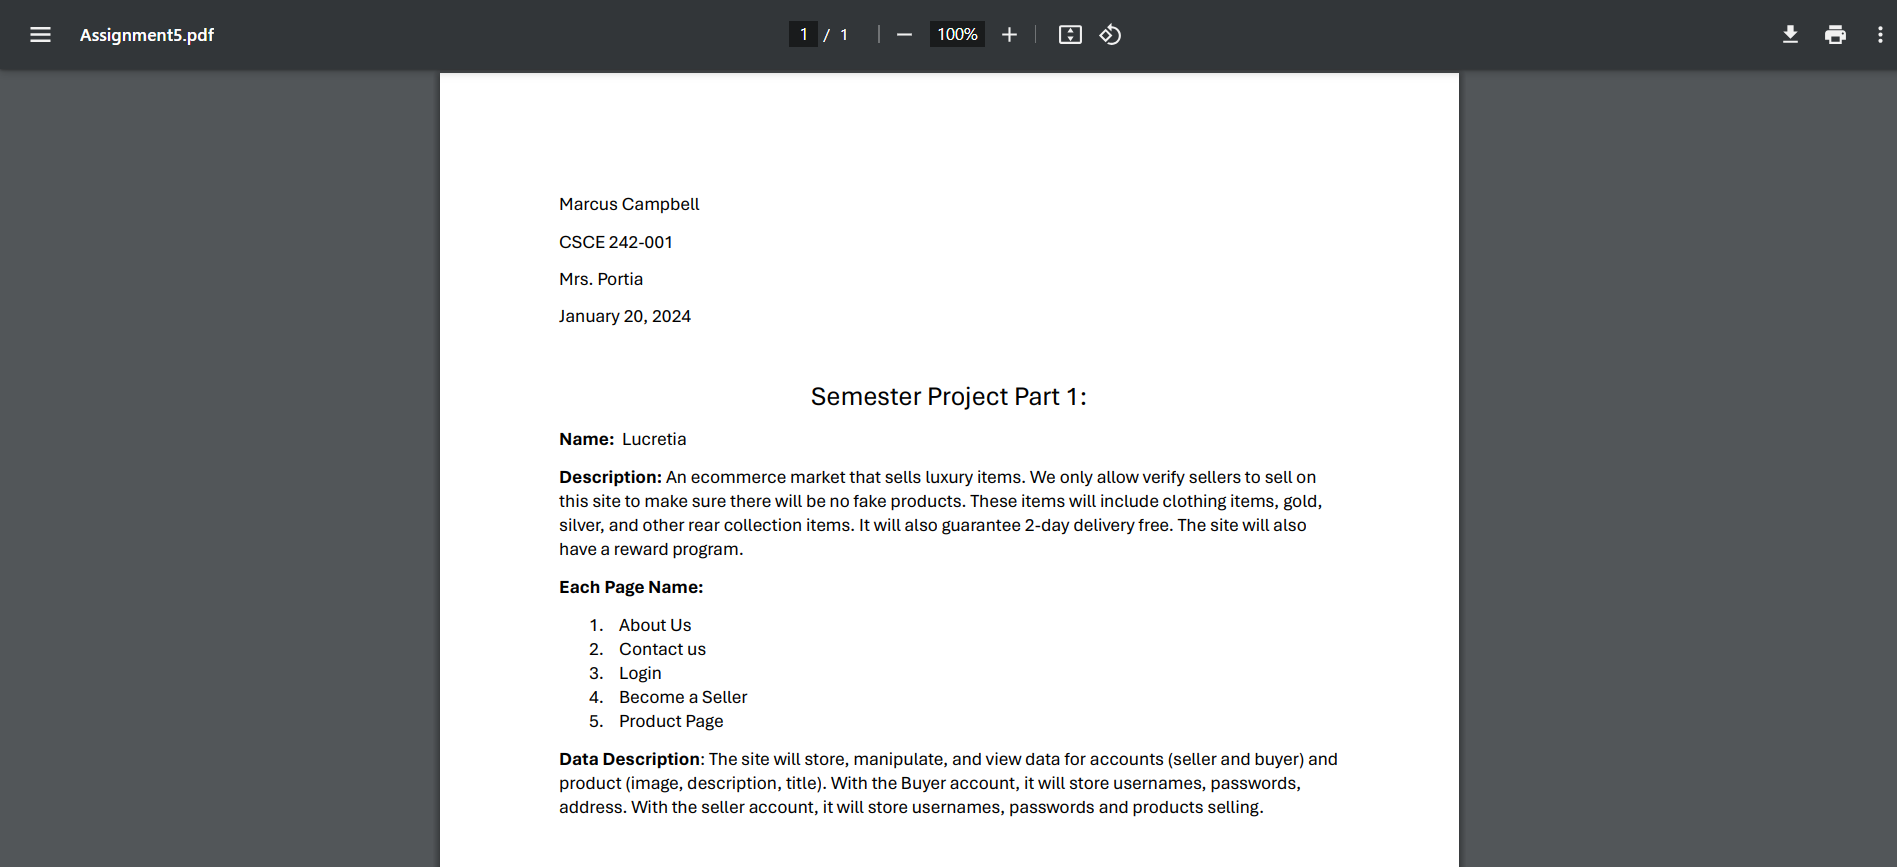 Assignment5.pdf
1 / 1
100%
Marcus Campbell
CSCE 242-001
Mrs. Portia
January 20, 2024
Semester Project Part 1:
Name: Lucretia
Description: An ecommerce market that sells luxury items. We only allow verify sellers to sell on
this site to make sure there will be no fake products. These items will include clothing items, gold,
silver, and other rear collection items. It will also guarantee 2-day delivery free. The site will also
have a reward program.
Each Page Name:
1. About Us
2. Contact us
3. Login
4. Become a Seller
5. Product Page
Data Description: The site will store, manipulate, and view data for accounts (seller and buyer) and
product (image, description, title). With the Buyer account, it will store usernames, passwords,
address. With the seller account, it will store usernames, passwords and products selling.